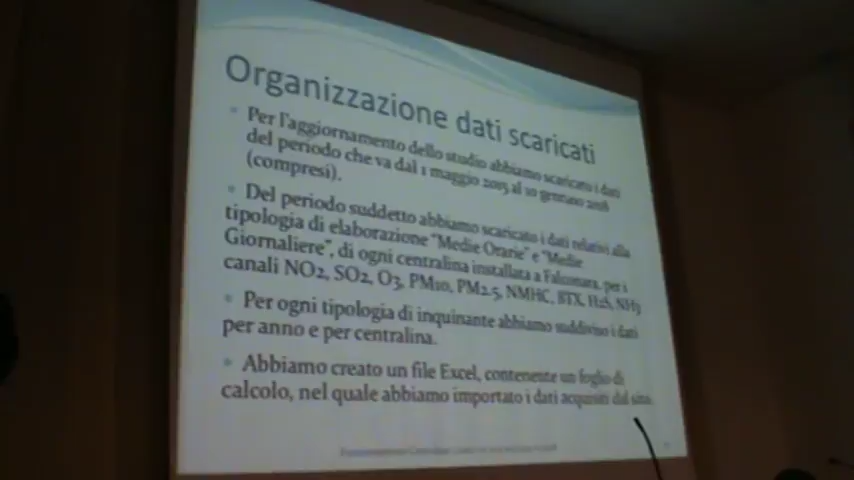 Organizzazione dati scaricati
Per l'aggiornamento dello studio abbiamo scaricato i dati
del periodo che va dal 1 maggio 2015 al 10 gennaio 2018
(compresi).
Del periodo suddetto abbiamo scaricato i dati relativi alla
tipologia di elaborazione "Medie Orarie" e "Medie
Giornaliere", di ogni centralina installata a Falconara, per i
canali NO2, SO2, O3, PM10, PM2.5, NMHC, BTX, H2S, NH3
Per ogni tipologia di inquinante abbiamo suddiviso i dati
per anno e per centralina.
Abbiamo creato un file Excel, contenente un foglio di
calcolo, nel quale abbiamo importato i dati acquisiti dal sito.